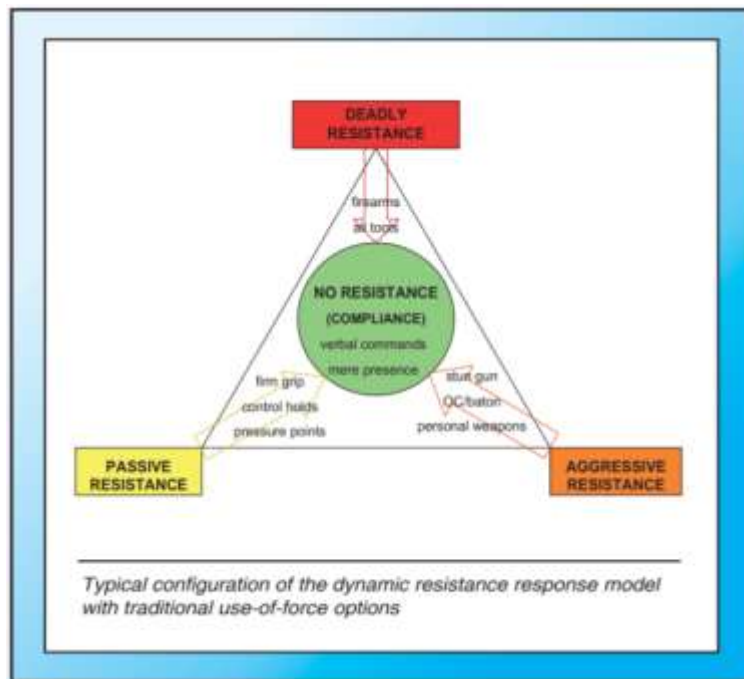 DEADLY
RESISTANCE
firearms
all tools
NO RESISTANCE
(COMPLIANCE)
verbal commands
mere presence
firm grip
control holds
pressure points
stun gun
OC/baton
personal weapons
PASSIVE
RESISTANCE
AGGRESSIVE
RESISTANCE
Typical configuration of the dynamic resistance response model
with traditional use-of-force options